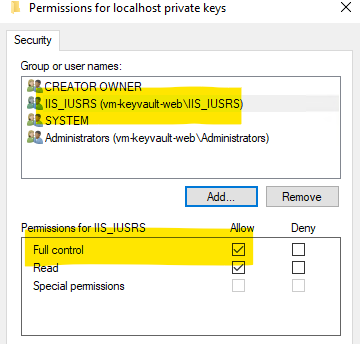 Permissions for localhost private keys
Security
Group or user names:
CREATOR OWNER
IIS_IUSRS (vm-keyvault-web\IIS_IUSRS)
SYSTEM
Administrators (vm-keyvault-web\Administrators)
Add... Remove
Permissions for IIS_IUSRS Allow Deny
Full control
Read
Special permissions